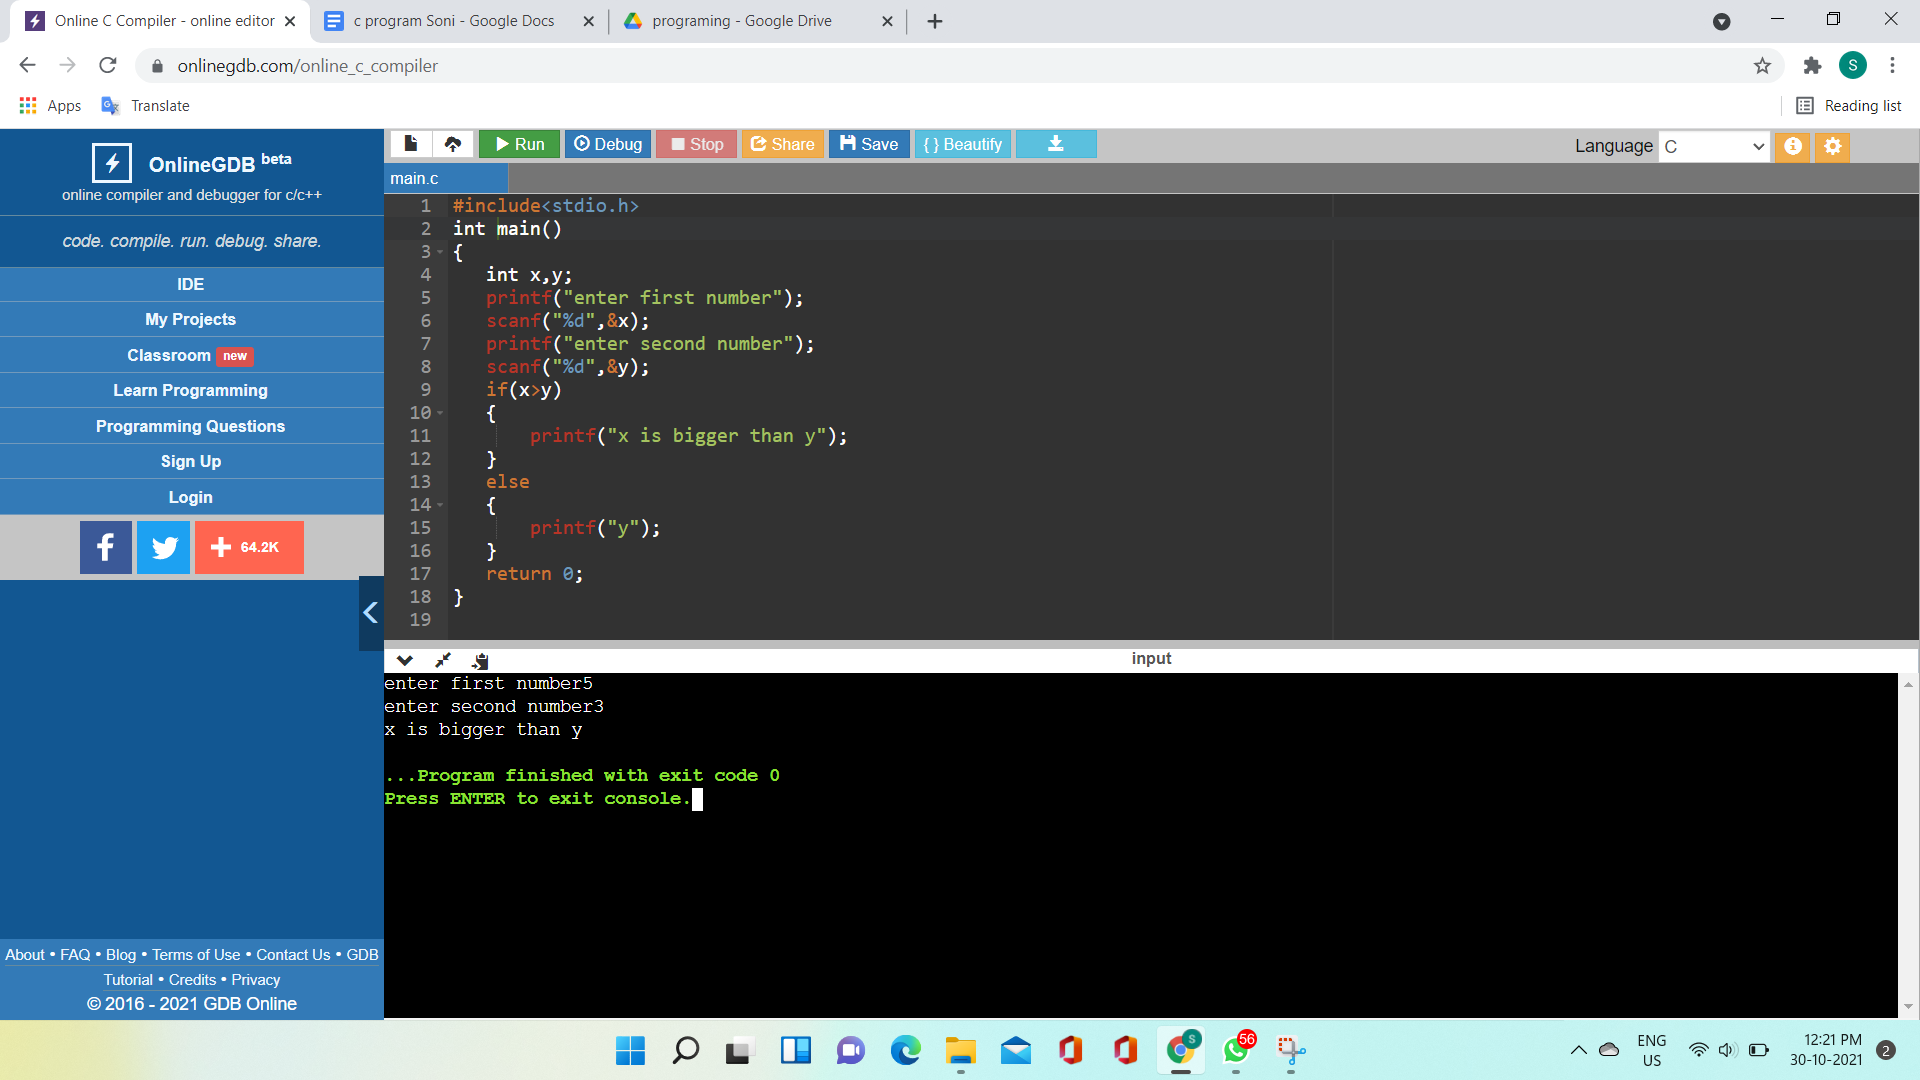 Online C Compiler - online editor
c program Soni - Google Docs
programing - Google Drive
onlinegdb.com/online_c_compiler
S
Apps
Translate
Reading list
OnlineGDB beta
online compiler and debugger for c/c++
code. compile. run. debug. share.
IDE
My Projects
Classroom new
Learn Programming
Programming Questions
Sign Up
Login
64.2K
About • FAQ • Blog • Terms of Use • Contact Us • GDB
Tutorial • Credits • Privacy
© 2016 - 2021 GDB Online
Run
Debug
Stop
Share
Save
{ } Beautify
Language C
main.c
1 #include<stdio.h>
2 int main()
3 {
4 int x,y;
5 printf("enter first number");
6 scanf("%d",&x);
7 printf("enter second number");
8 scanf("%d",&y);
9 if(x>y)
10 {
11 printf("x is bigger than y");
12 }
13 else
14 {
15 printf("y");
16 }
17 return 0;
18 }
19
input
enter first number5
enter second number3
x is bigger than y
...Program finished with exit code 0
Press ENTER to exit console.
S
56
ENG
US
12:21 PM
30-10-2021
2